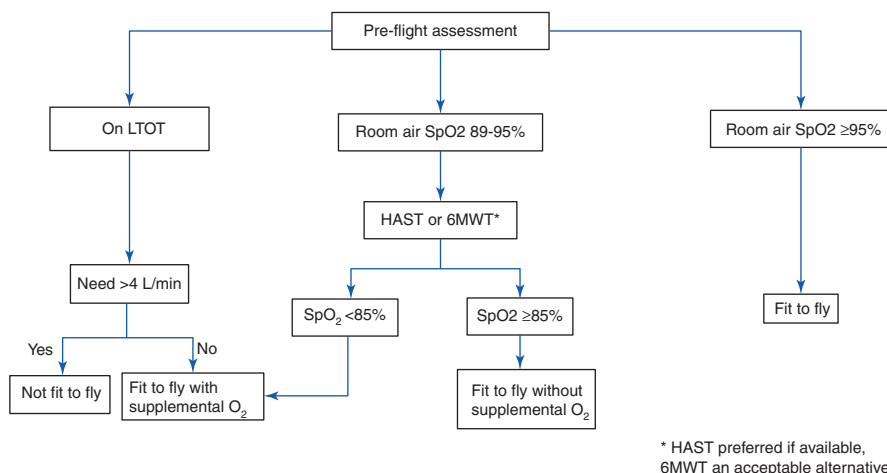 Pre-flight assessment
On LTOT
Room air SpO2 89-95%
Room air SpO2 ≥95%
HAST or 6MWT*
Need >4 L/min
SpO₂ <85%
SpO2 ≥85%
Fit to fly
Yes
No
Not fit to fly
Fit to fly with
supplemental O₂
Fit to fly without
supplemental O₂
* HAST preferred if available,
6MWT an acceptable alternative